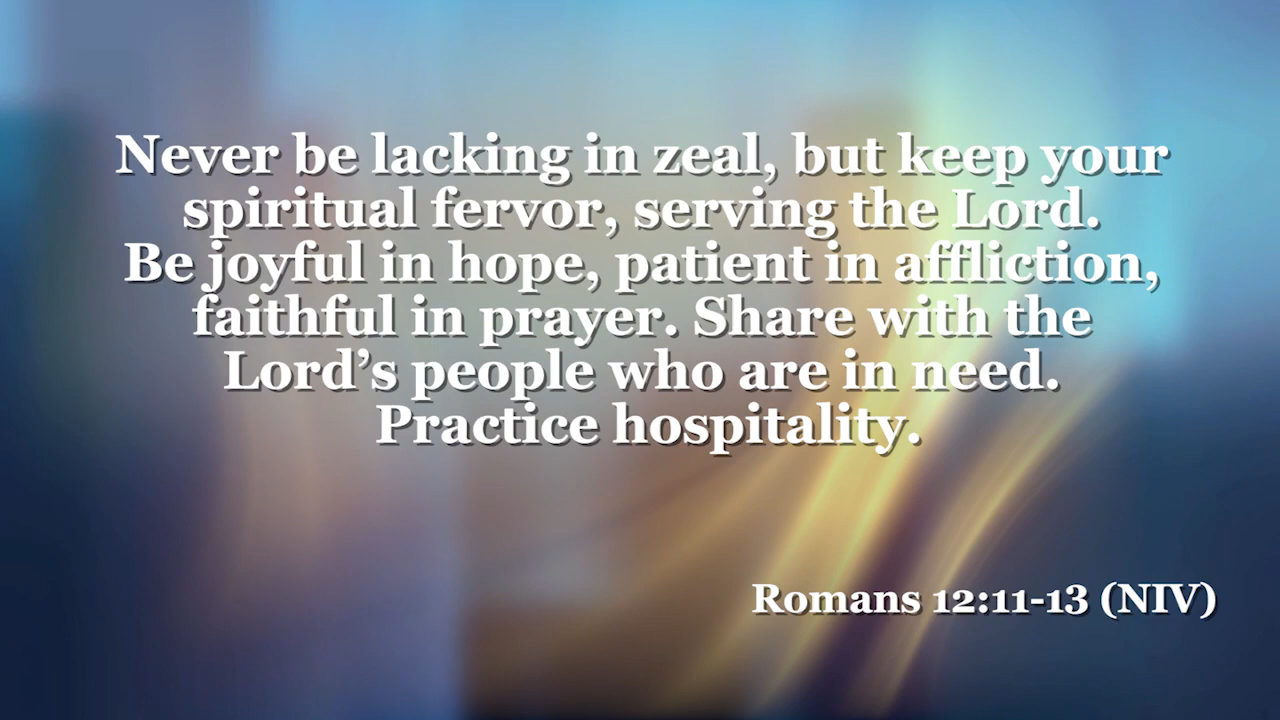 Never be lacking in zeal, but keep your
spiritual fervor, serving the Lord.
Be joyful in hope, patient in affliction,
faithful in prayer. Share with the
Lord’s people who are in need.
Practice hospitality.
Romans 12:11-13 (NIV)